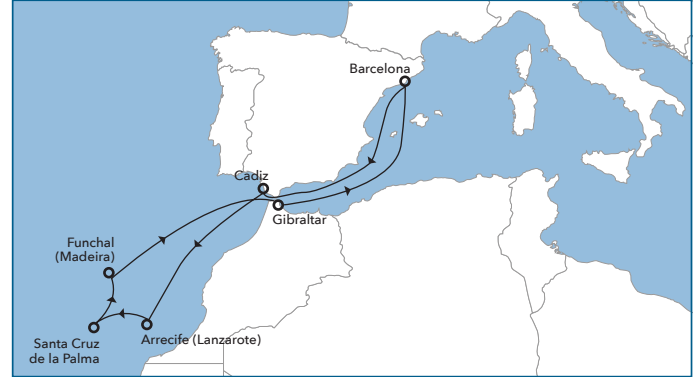 Barcelona
Cadiz
Gibraltar
Funchal
(Madeira)
Santa Cruz
de la Palma
Arrecife (Lanzarote)